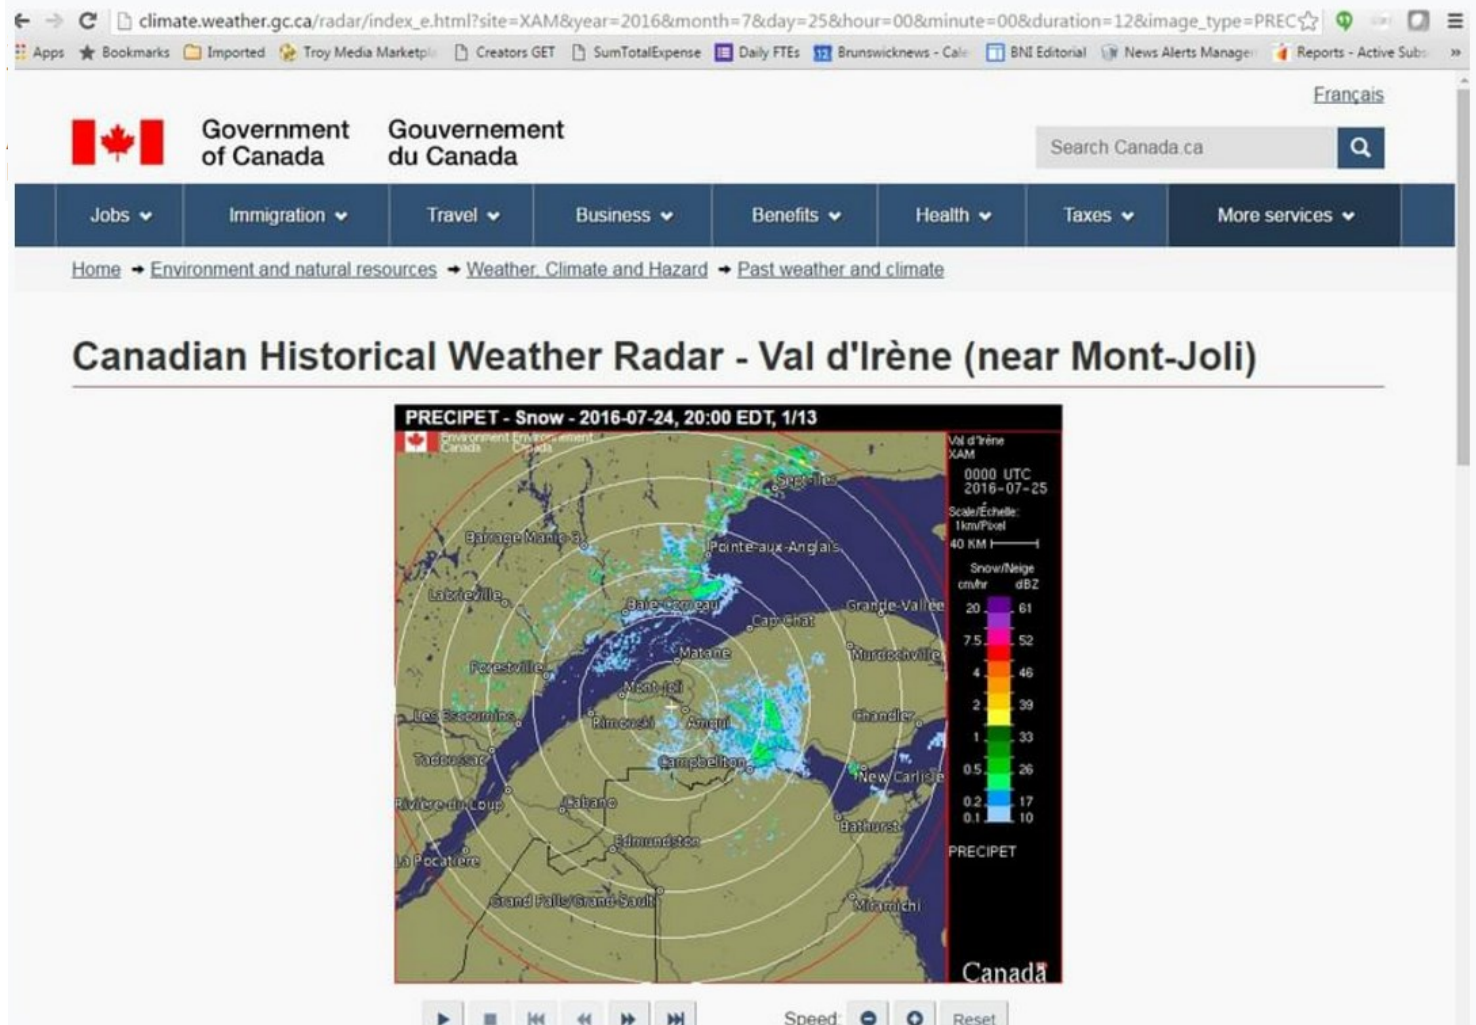 climate.weather.gc.ca/radar/index_e.html?site=XAM&year=2016&month=7&day=25&hour=00&minute=00&duration=12&image_type=PREC
Apps Bookmarks Imported Troy Media Marketpl Creators GET SumTotalExpense Daily FTEs Brunswicknews - Cale BNI Editorial News Alerts Manager Reports - Active Subs »
Français
Government of Canada
Gouvernement du Canada
Search Canada.ca
Jobs Immigration Travel Business Benefits Health Taxes More services
Home → Environment and natural resources → Weather, Climate and Hazard → Past weather and climate
Canadian Historical Weather Radar - Val d'Irène (near Mont-Joli)
PRECIPET - Snow - 2016-07-24, 20:00 EDT, 1/13
Environment Canada
Environnement Canada
Val d'Irène
XAM
0000 UTC
2016-07-25
Scale/Échelle:
1km/Pixel
40 KM
Snow/Neige
cm/hr dBZ
20 61
7.5 52
4 46
2 39
1 33
0.5 26
0.2 17
0.1 10
PRECIPET
Canada
Sept-Iles
Barrage Manic-3
Pointe-aux-Anglais
Labrieville
Baie-Comeau
Grande-Vallée
Cap-Chat
Matane
Murdochville
Forestville
Mont-Joli
Les Escoumins
Rimouski
Amqui
Chandler
Tadoussac
Campbellton
New Carlisle
Rivière-du-Loup
Cabano
Bathurst
Edmundston
La Pocatière
Grand Falls/Grand-Sault
Miramichi
Speed: Reset